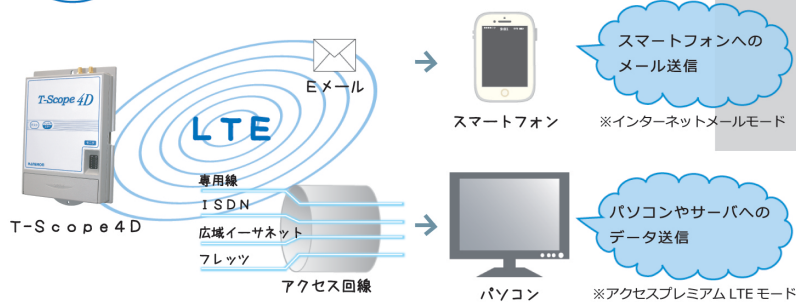 スマートフォンへの
メール送信
Eメール
T-Scope 4D
LTE
スマートフォン
※インターネットメールモード
専用線
ISDN
広域イーサネット
フレッツ
T-Scope4D
アクセス回線
パソコン
パソコンやサーバへの
データ送信
※アクセスプレミアムLTEモード